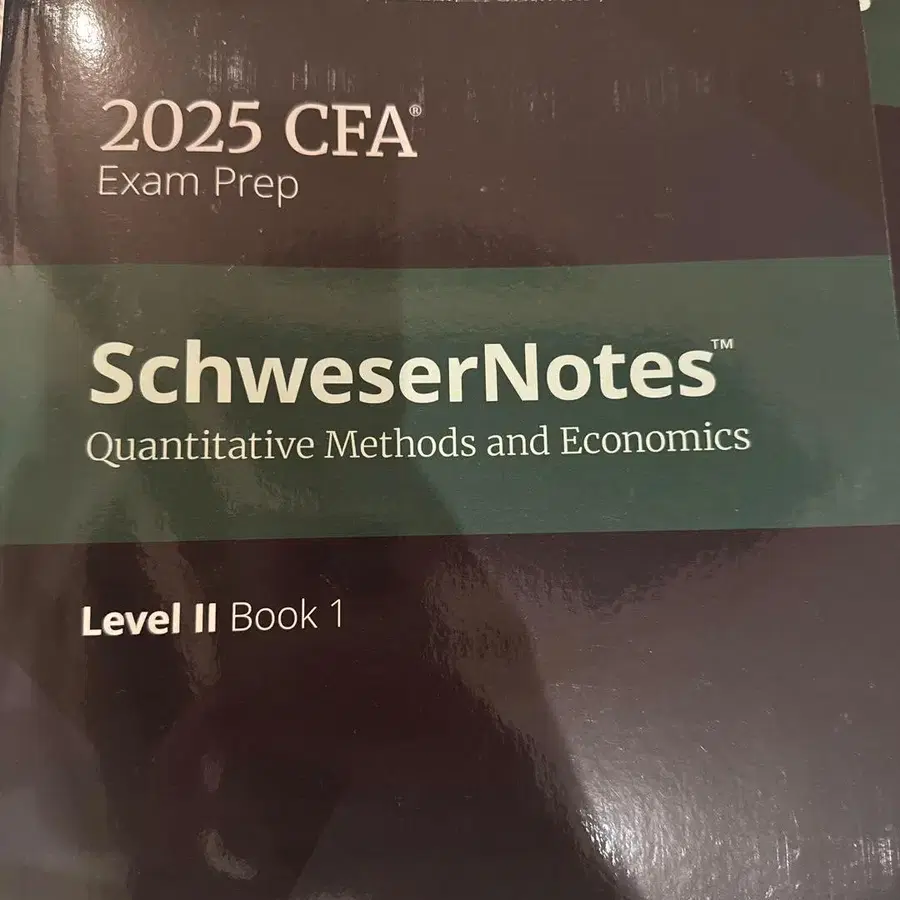 2025 CFA®
Exam Prep
SchweserNotes™
Quantitative Methods and Economics
Level II Book 1